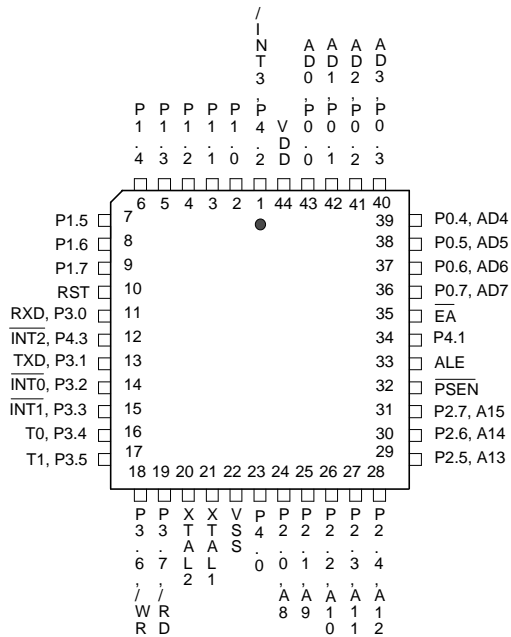 P1.4
P1.3
P1.2
P1.1
P1.0
/INT3,P4.2
VDD
AD0,P0.0
AD1,P0.1
AD2,P0.2
AD3,P0.3
6 5 4 3 2 1 44 43 42 41 40
P1.5 7
P1.6 8
P1.7 9
RST 10
RXD, P3.0 11
INT2, P4.3 12
TXD, P3.1 13
INT0, P3.2 14
INT1, P3.3 15
T0, P3.4 16
T1, P3.5 17
39 P0.4, AD4
38 P0.5, AD5
37 P0.6, AD6
36 P0.7, AD7
35 EA
34 P4.1
33 ALE
32 PSEN
31 P2.7, A15
30 P2.6, A14
29 P2.5, A13
18 19 20 21 22 23 24 25 26 27 28
P3.6,/WR
P3.7,/RD
XTAL2
XTAL1
VSS
P4.0
P2.0,A8
P2.1,A9
P2.2,A10
P2.3,A11
P2.4,A12